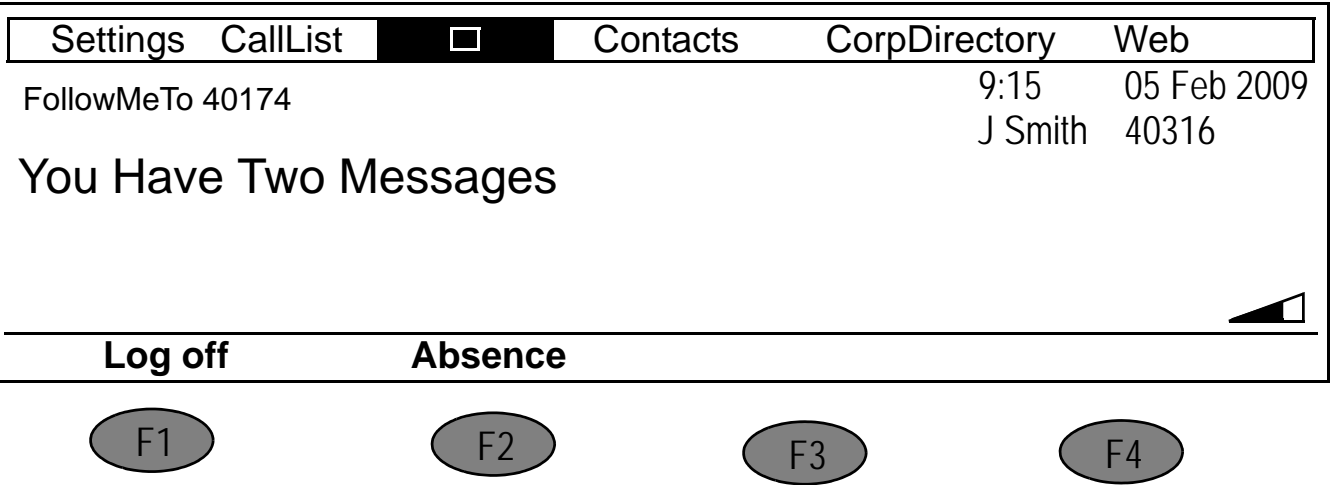 Settings CallList Contacts CorpDirectory Web
FollowMeTo 40174 9:15 05 Feb 2009
J Smith 40316
You Have Two Messages
Log off Absence
F1 F2 F3 F4